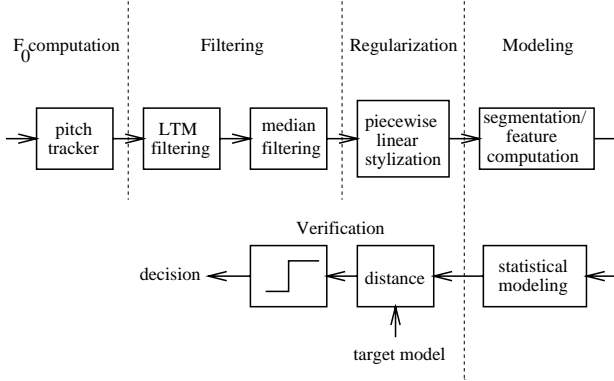 F0 computation
Filtering
Regularization
Modeling
pitch
tracker
LTM
filtering
median
filtering
piecewise
linear
stylization
segmentation/
feature
computation
Verification
decision
distance
statistical
modeling
target model